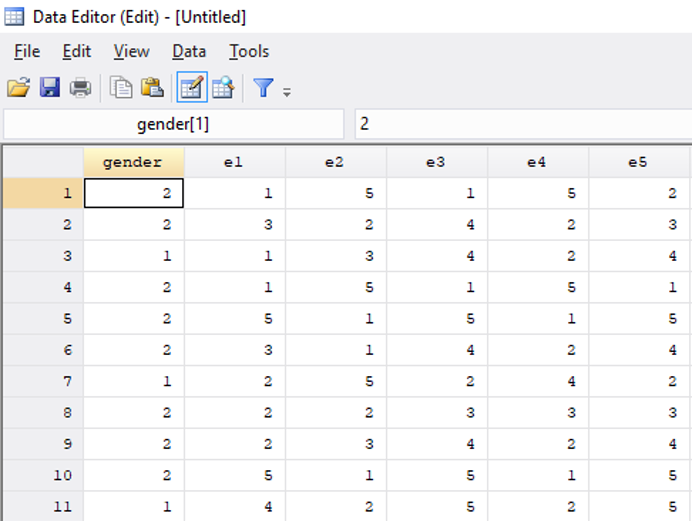 Data Editor (Edit) - [Untitled]
File Edit View Data Tools
gender[1] 2
gender e1 e2 e3 e4 e5
1 2 1 5 1 5 2
2 2 3 2 4 2 3
3 1 1 3 4 2 4
4 2 1 5 1 5 1
5 2 5 1 5 1 5
6 2 3 1 4 2 4
7 1 2 5 2 4 2
8 2 2 2 3 3 3
9 2 2 3 4 2 4
10 2 5 1 5 1 5
11 1 4 2 5 2 5